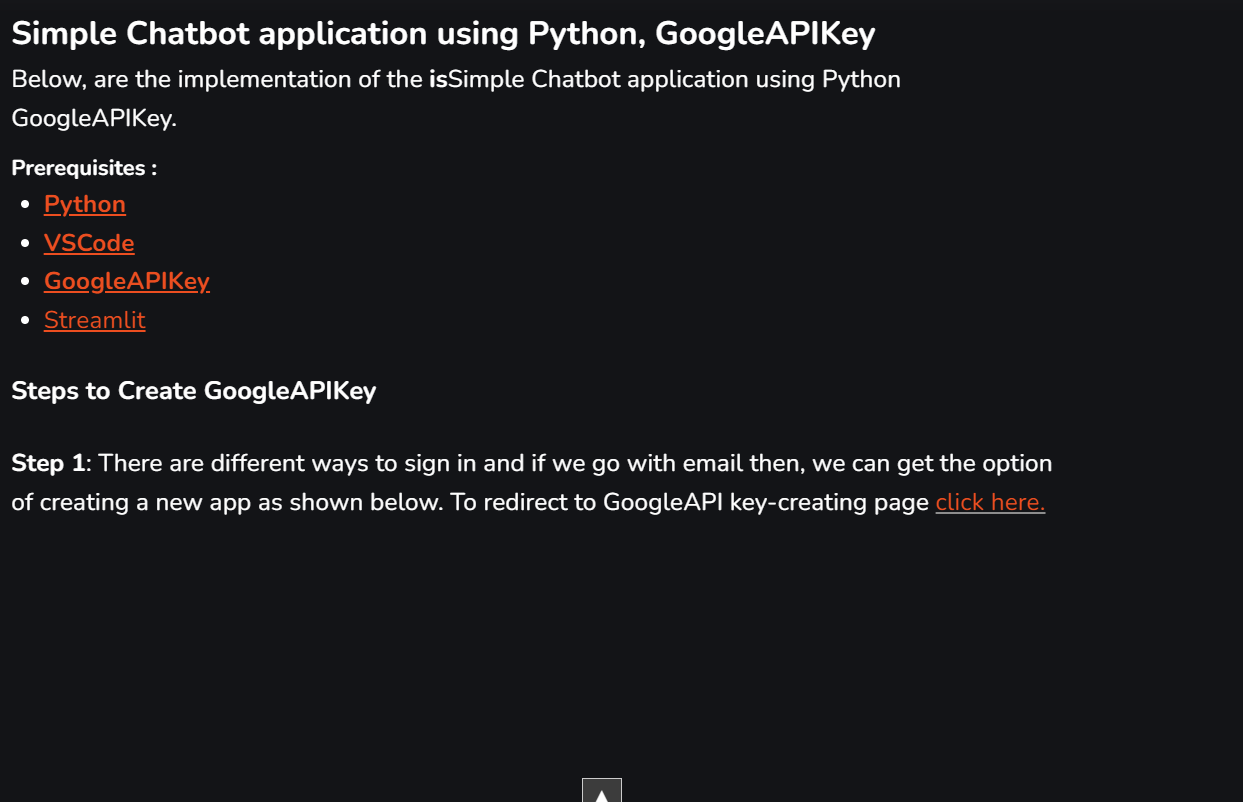 Simple Chatbot application using Python, GoogleAPIKey
Below, are the implementation of the isSimple Chatbot application using Python
GoogleAPIKey.
Prerequisites :
Python
VSCode
GoogleAPIKey
Streamlit
Steps to Create GoogleAPIKey
Step 1: There are different ways to sign in and if we go with email then, we can get the option
of creating a new app as shown below. To redirect to GoogleAPI key-creating page click here.